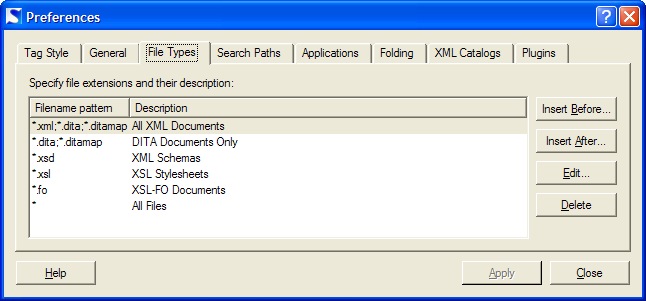 Preferences
Tag Style General File Types Search Paths Applications Folding XML Catalogs Plugins
Specify file extensions and their description:
Filename pattern Description
*.xml;*.dita;*.ditamap All XML Documents
*.dita;*.ditamap DITA Documents Only
*.xsd XML Schemas
*.xsl XSL Stylesheets
*.fo XSL-FO Documents
* All Files
Insert Before...
Insert After...
Edit...
Delete
Help Apply Close